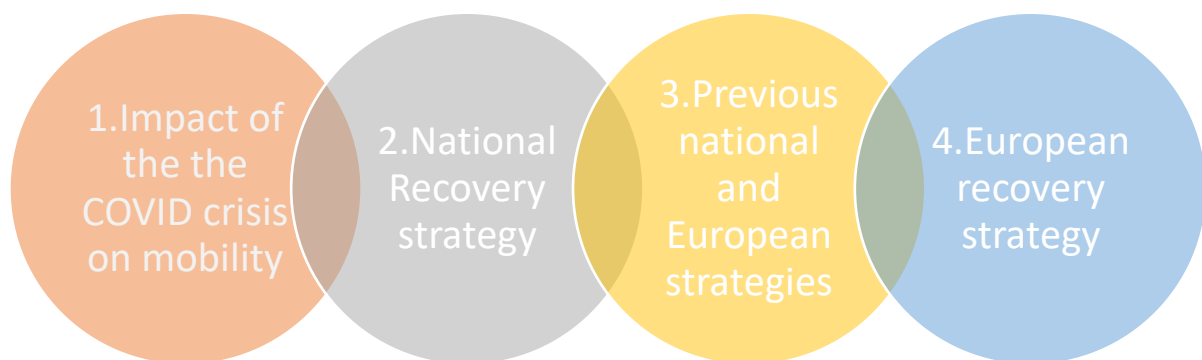 1.Impact of
the the
COVID crisis
on mobility
2.National
Recovery
strategy
3.Previous
national
and
European
strategies
4.European
recovery
strategy